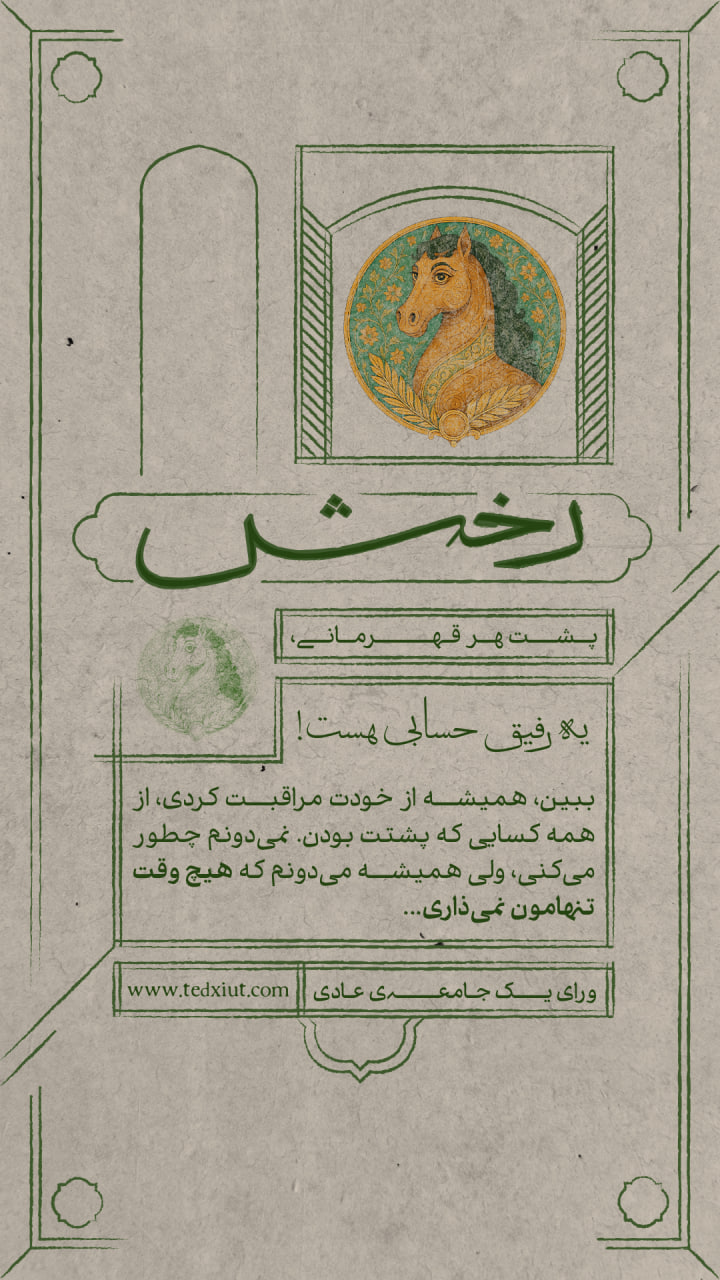 رخش
پشت هر قهرمانی،
یه رفیق حسابی هست!
ببین، همیشه از خودت مراقبت کردی، از
همه کسایی که پشتت بودن. نمی‌دونم چطور
می‌کنی، ولی همیشه می‌دونم که هیچ وقت
تنهامون نمی‌ذاری...
ورای یک جامعه‌ی عادی
www.tedxiut.com